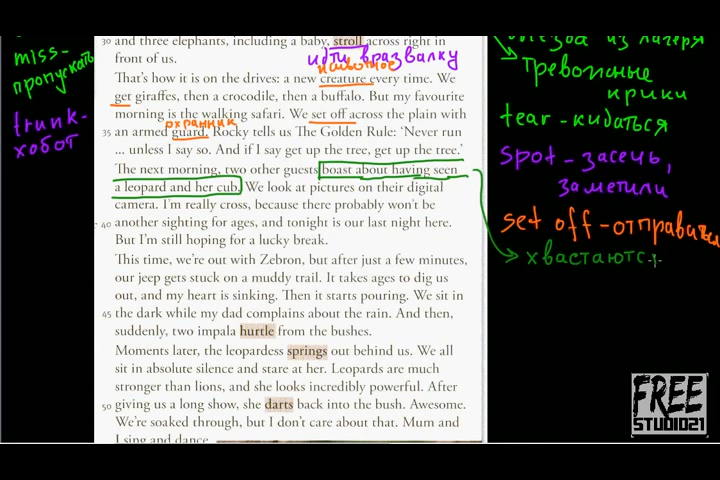 miss-
пропускать
trunk-
хобот
30 and three elephants, including a baby, stroll across right in
front of us.
идти вразвалку
животное
That's how it is on the drives: a new creature every time. We
get giraffes, then a crocodile, then a buffalo. But my favourite
morning is the walking safari. We set off across the plain with
охранник
35 an armed guard. Rocky tells us The Golden Rule: 'Never run
... unless I say so. And if I say get up the tree, get up the tree.'
The next morning, two other guests boast about having seen
a leopard and her cub. We look at pictures on their digital
camera. I'm really cross, because there probably won't be
40 another sighting for ages, and tonight is our last night here.
But I'm still hoping for a lucky break.
This time, we're out with Zebron, but after just a few minutes,
our jeep gets stuck on a muddy trail. It takes ages to dig us
out, and my heart is sinking. Then it starts pouring. We sit in
45 the dark while my dad complains about the rain. And then,
suddenly, two impala hurtle from the bushes.
Moments later, the leopardess springs out behind us. We all
sit in absolute silence and stare at her. Leopards are much
stronger than lions, and she looks incredibly powerful. After
50 giving us a long show, she darts back into the bush. Awesome.
We're soaked through, but I don't care about that. Mum and
I sing and dance
из лагеря
тревожные
крики
tear - кидаться
spot - засечь,
заметили
set off - отправаться
хвастаются
FREE
STUDIO21